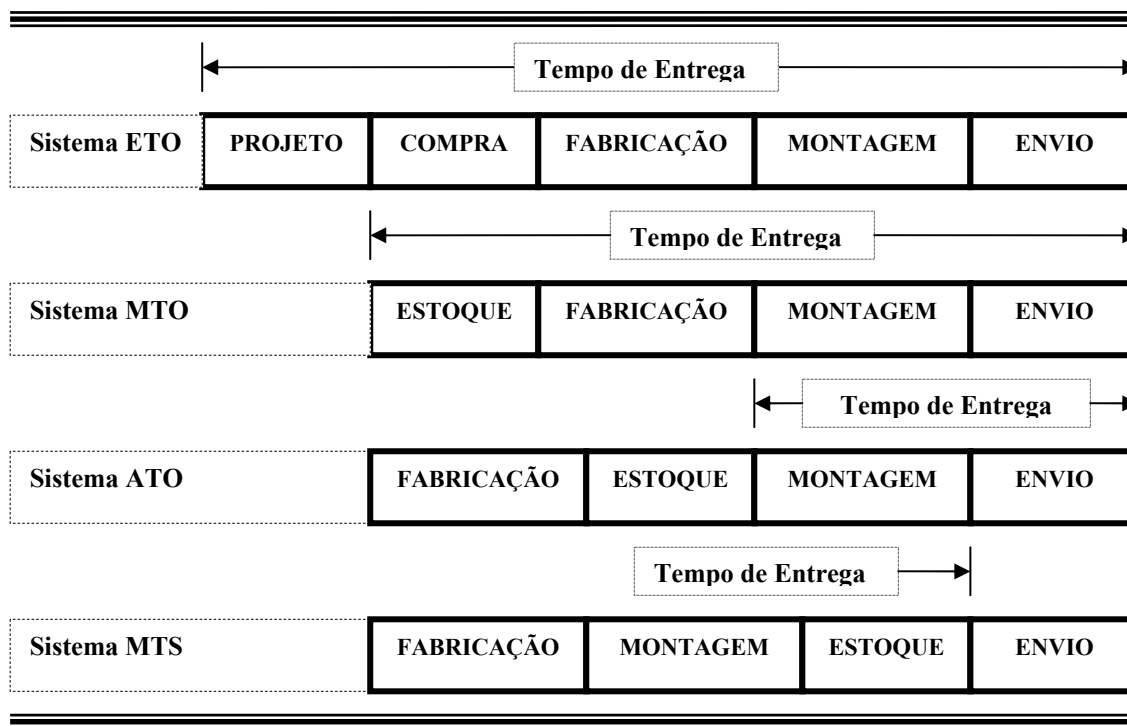 Tempo de Entrega
Sistema ETO PROJETO COMPRA FABRICAÇÃO MONTAGEM ENVIO
Tempo de Entrega
Sistema MTO ESTOQUE FABRICAÇÃO MONTAGEM ENVIO
Tempo de Entrega
Sistema ATO FABRICAÇÃO ESTOQUE MONTAGEM ENVIO
Tempo de Entrega
Sistema MTS FABRICAÇÃO MONTAGEM ESTOQUE ENVIO